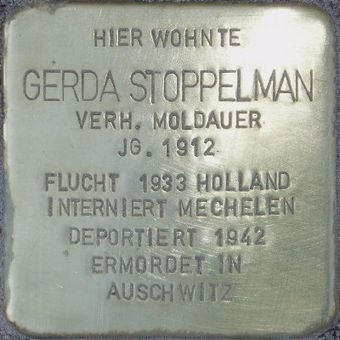 HIER WOHNTE
GERDA STOPPELMAN
VERH. MOLDAUER
JG. 1912
FLUCHT 1933 HOLLAND
INTERNIERT MECHELEN
DEPORTIERT 1942
ERMORDET IN
AUSCHWITZ